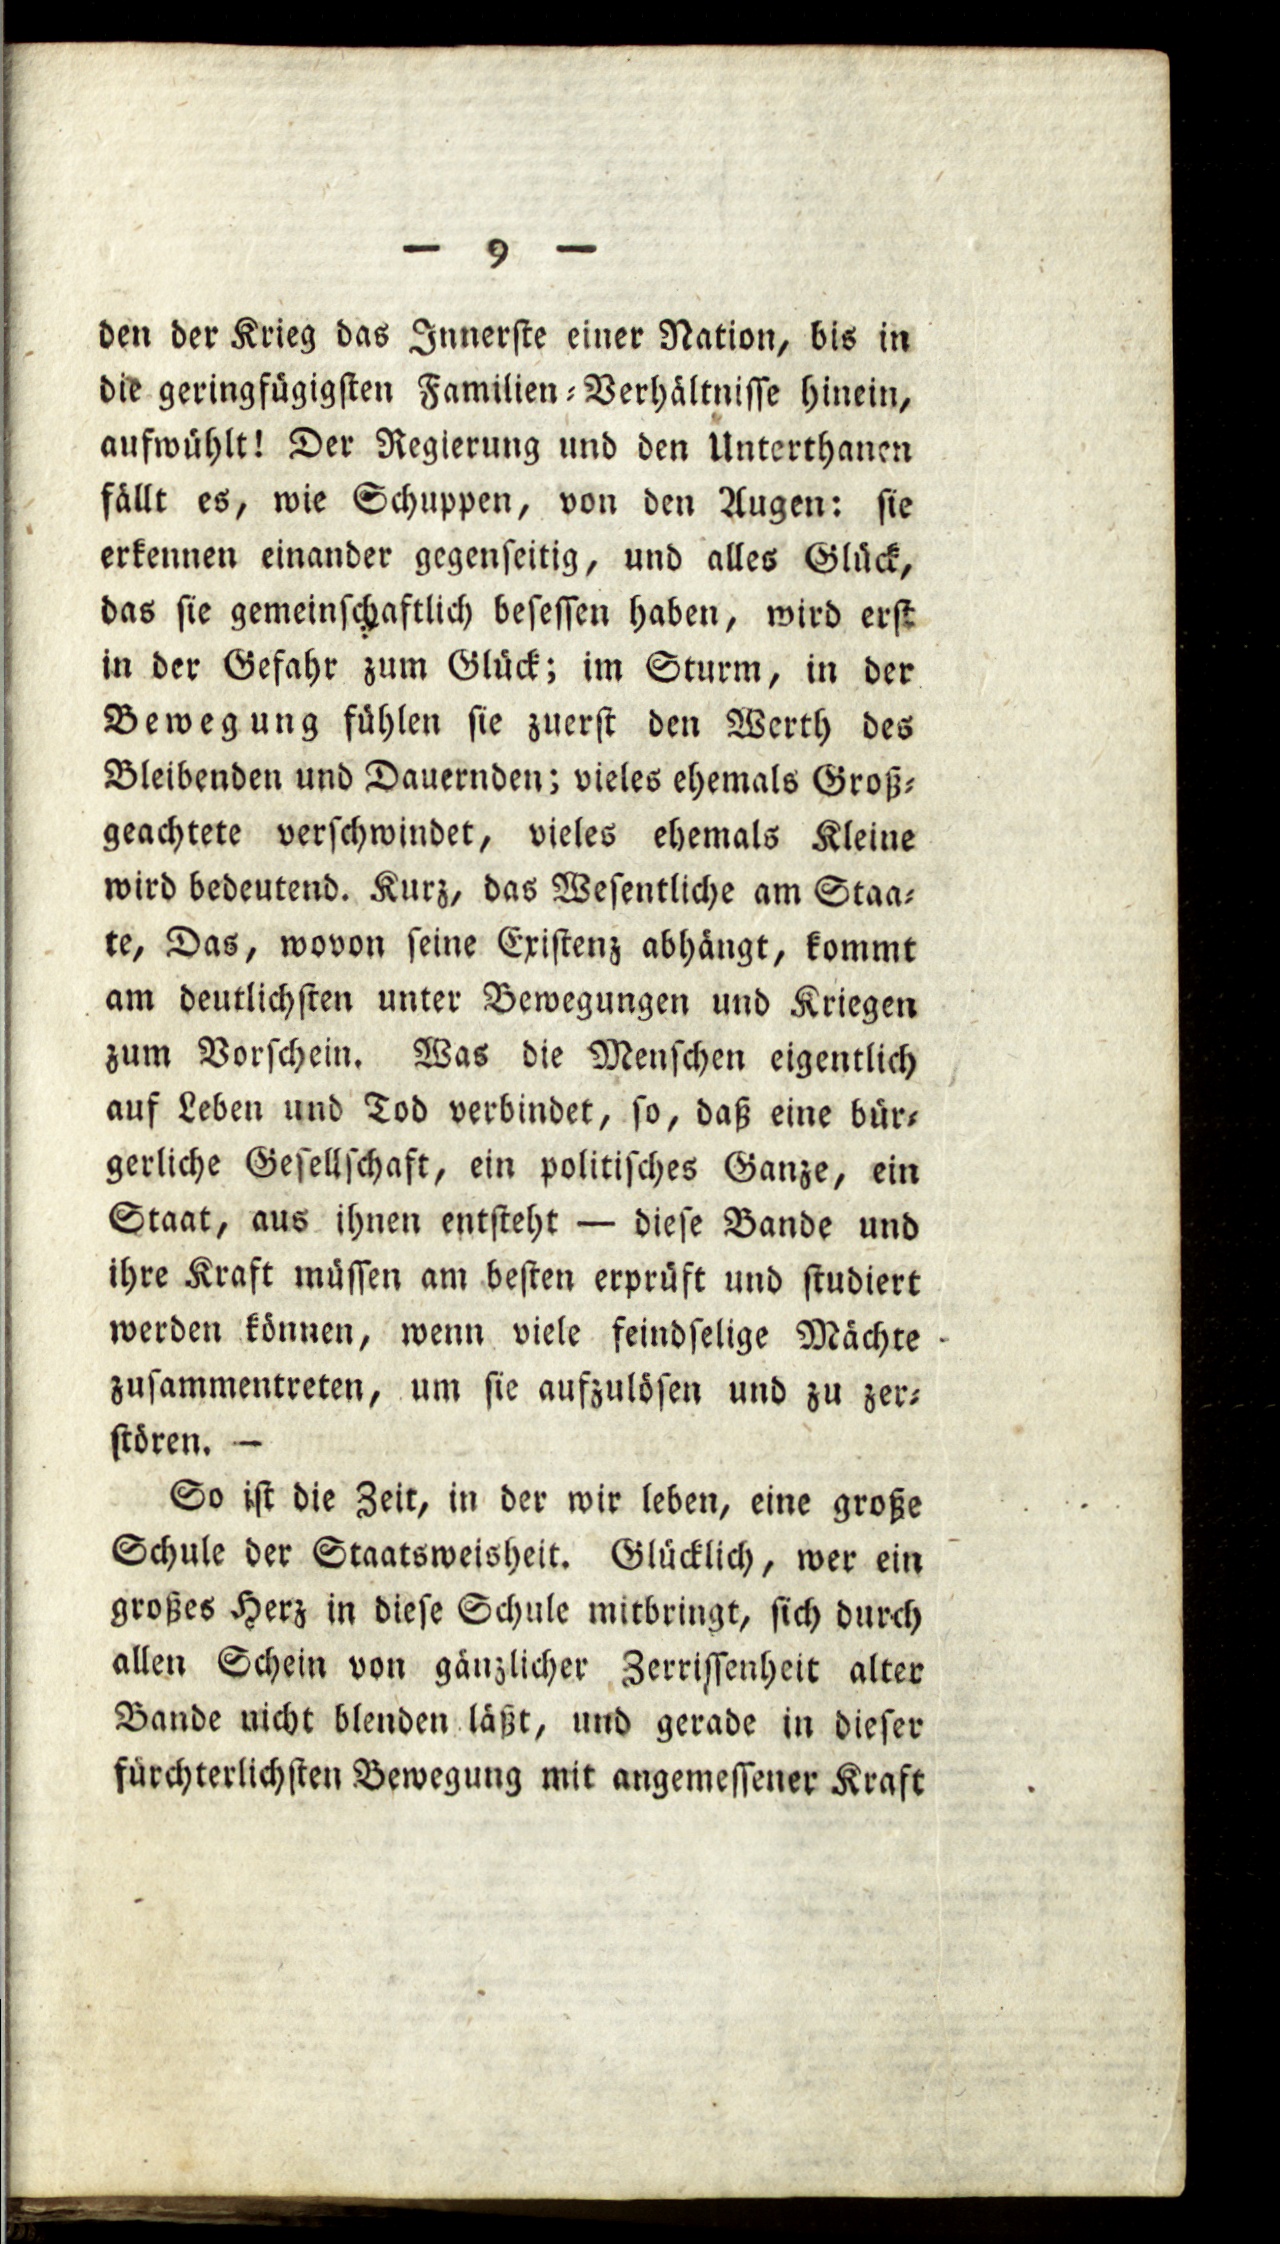 — 9 —
den der Krieg das Innerste einer Nation, bis in
die geringfügigsten Familien-Verhältnisse hinein,
aufwühlt! Der Regierung und den Unterthanen
fällt es, wie Schuppen, von den Augen: sie
erkennen einander gegenseitig, und alles Glück,
das sie gemeinschaftlich besessen haben, wird erst
in der Gefahr zum Glück; im Sturm, in der
Bewegung fühlen sie zuerst den Werth des
Bleibenden und Dauernden; vieles ehemals Groß-
geachtete verschwindet, vieles ehemals Kleine
wird bedeutend. Kurz, das Wesentliche am Staa-
te, Das, wovon seine Existenz abhängt, kommt
am deutlichsten unter Bewegungen und Kriegen
zum Vorschein. Was die Menschen eigentlich
auf Leben und Tod verbindet, so, daß eine bür-
gerliche Gesellschaft, ein politisches Ganze, ein
Staat, aus ihnen entsteht — diese Bande und
ihre Kraft müssen am besten erprüft und studiert
werden können, wenn viele feindselige Mächte
zusammentreten, um sie aufzulösen und zu zer-
stören. —
So ist die Zeit, in der wir leben, eine große
Schule der Staatsweisheit. Glücklich, wer ein
großes Herz in diese Schule mitbringt, sich durch
allen Schein von gänzlicher Zerrissenheit alter
Bande nicht blenden läßt, und gerade in dieser
fürchterlichsten Bewegung mit angemessener Kraft